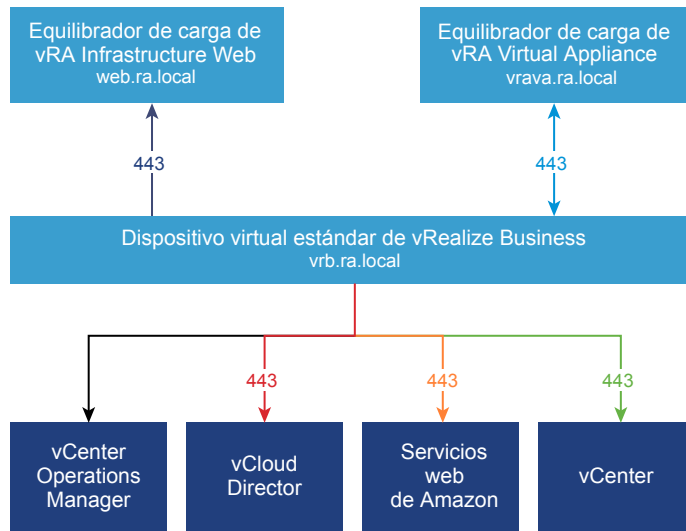 Equilibrador de carga de
vRA Infrastructure Web
web.ra.local
Equilibrador de carga de
vRA Virtual Appliance
vrava.ra.local
443
443
Dispositivo virtual estándar de vRealize Business
vrb.ra.local
443
443
443
vCenter
Operations
Manager
vCloud
Director
Servicios
web
de Amazon
vCenter